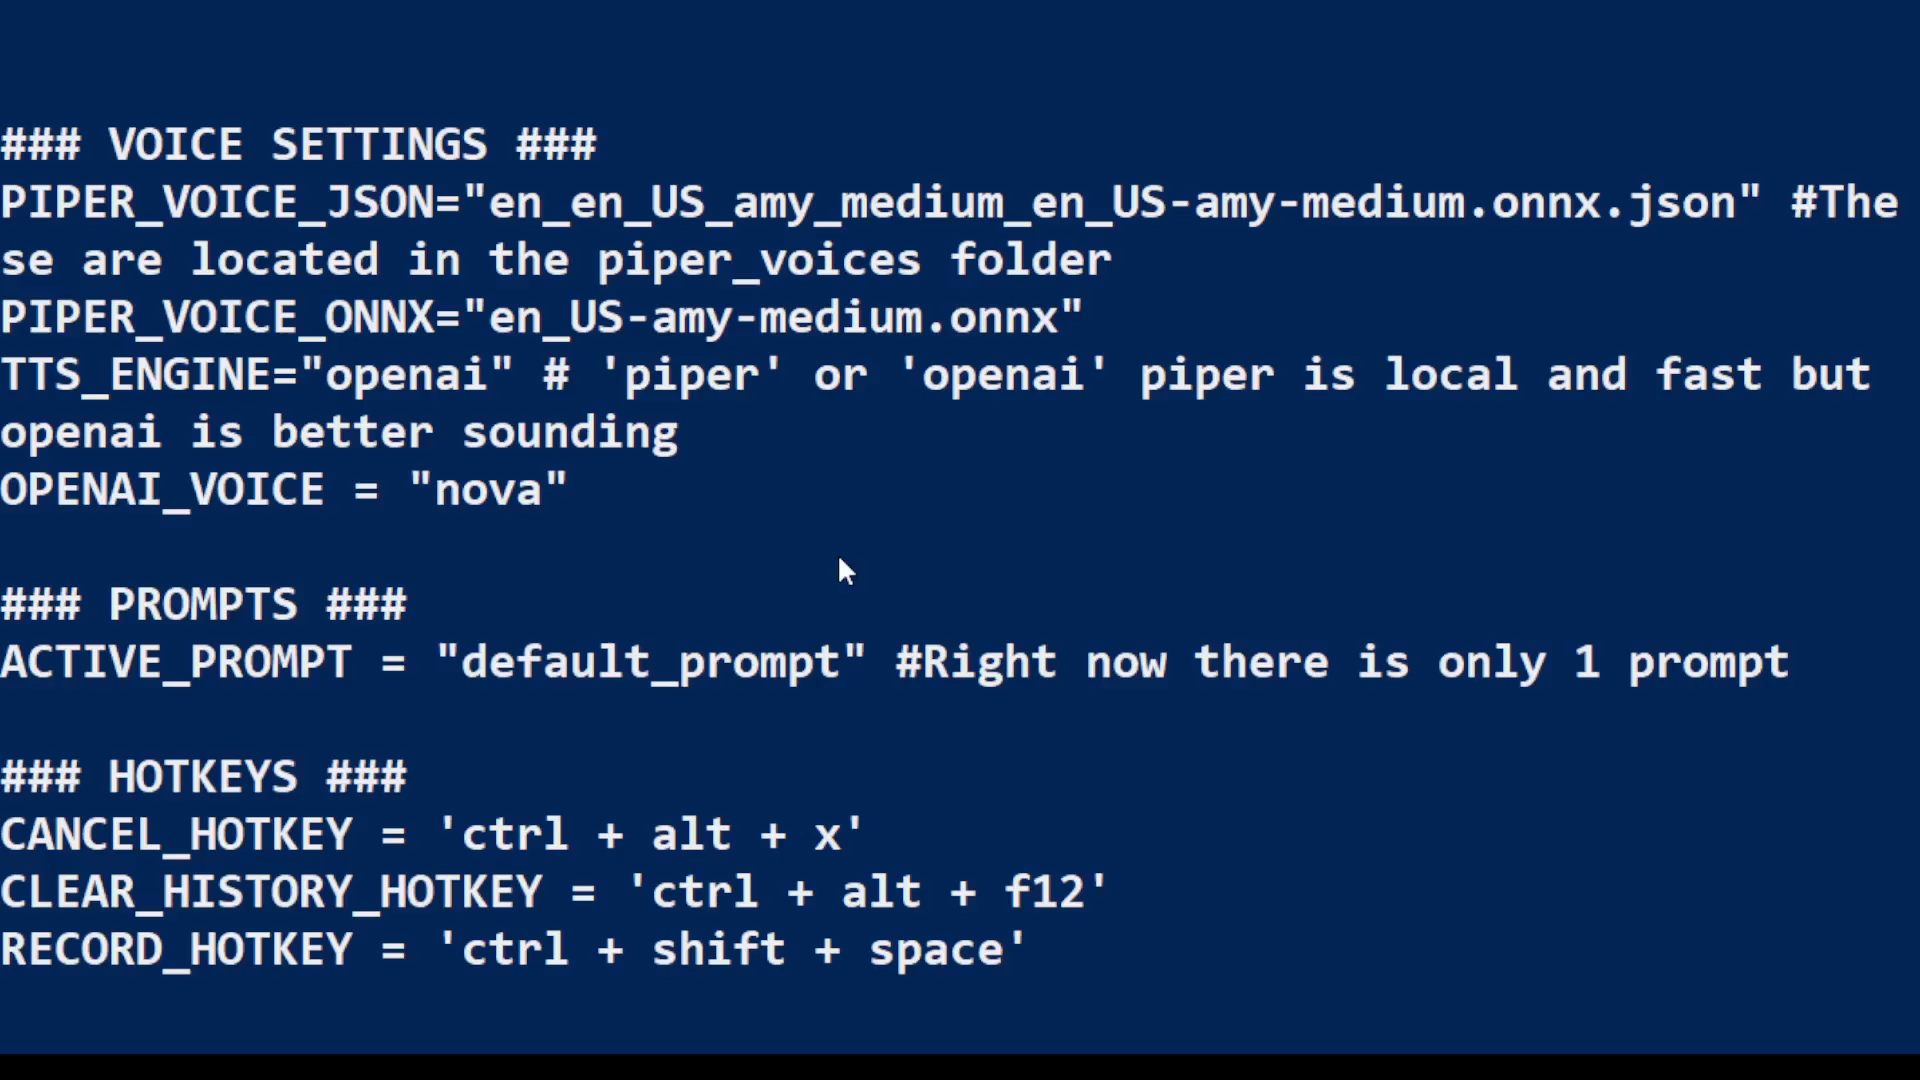 ### VOICE SETTINGS ###
PIPER_VOICE_JSON="en_en_US_amy_medium_en_US-amy-medium.onnx.json" #The
se are located in the piper_voices folder
PIPER_VOICE_ONNX="en_US-amy-medium.onnx"
TTS_ENGINE="openai" # 'piper' or 'openai' piper is local and fast but
openai is better sounding
OPENAI_VOICE = "nova"

### PROMPTS ###
ACTIVE_PROMPT = "default_prompt" #Right now there is only 1 prompt

### HOTKEYS ###
CANCEL_HOTKEY = 'ctrl + alt + x'
CLEAR_HISTORY_HOTKEY = 'ctrl + alt + f12'
RECORD_HOTKEY = 'ctrl + shift + space'